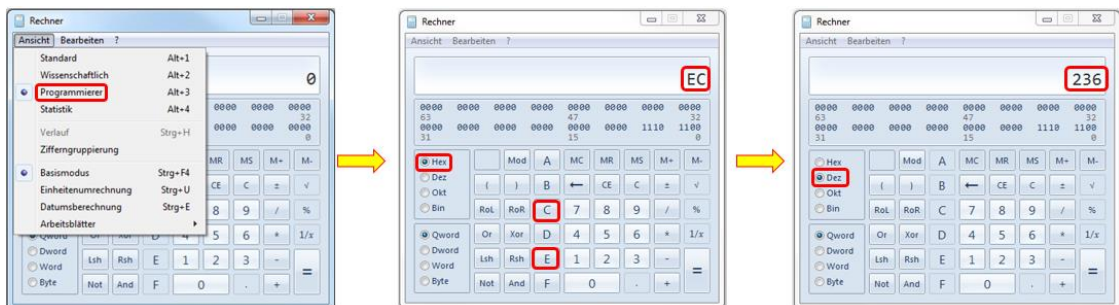 Rechner
Ansicht Bearbeiten ?
Standard Alt+1
Wissenschaftlich Alt+2
Programmierer Alt+3
Statistik Alt+4
Verlauf Strg+H
Zifferngruppierung
Basismodus Strg+F4
Einheitenumrechnung Strg+U
Datumsberechnung Strg+E
Arbeitsblätter
0
0000 0000 0000
32
0000 0000 0000
0
MR MS M+ M-
CE C ± √
8 9 / %
Qword Or Xor D 4 5 6 * 1/x
Dword
Word Lsh Rsh E 1 2 3 - =
Byte Not And F 0 . +
Rechner
Ansicht Bearbeiten ?
EC
0000 0000 0000 0000 0000 0000 0000 0000
63 47 32
0000 0000 0000 0000 0000 0000 1110 1100
31 15 0
Hex Mod A MC MR MS M+ M-
Dez
Okt ( ) B ← CE C ± √
Bin RoL RoR C 7 8 9 / %
Qword Or Xor D 4 5 6 * 1/x
Dword
Word Lsh Rsh E 1 2 3 - =
Byte Not And F 0 . +
Rechner
Ansicht Bearbeiten ?
236
0000 0000 0000 0000 0000 0000 0000 0000
63 47 32
0000 0000 0000 0000 0000 0000 1110 1100
31 15 0
Hex Mod A MC MR MS M+ M-
Dez
Okt ( ) B ← CE C ± √
Bin RoL RoR C 7 8 9 / %
Qword Or Xor D 4 5 6 * 1/x
Dword
Word Lsh Rsh E 1 2 3 - =
Byte Not And F 0 . +